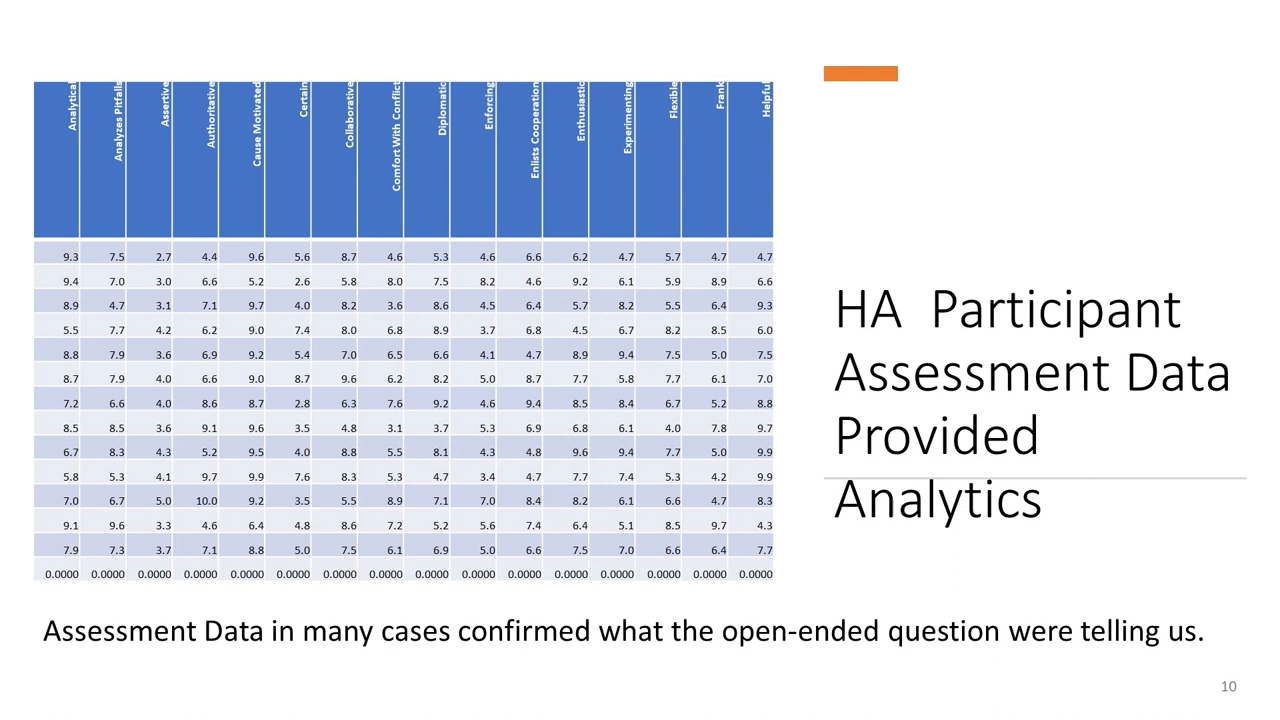 Analytical Analyzes Pitfalls Assertive Authoritative Cause Motivated Certain Collaborative Comfort With Conflict Diplomatic Enforcing Enlists Cooperation Enthusiastic Experimenting Flexible Frank Helpful
9.3 7.5 2.7 4.4 9.6 5.6 8.7 4.6 5.3 4.6 6.6 6.2 4.7 5.7 4.7 4.7
9.4 7.0 3.0 6.6 5.2 2.6 5.8 8.0 7.5 8.2 4.6 9.2 6.1 5.9 8.9 6.6
8.9 4.7 3.1 7.1 9.7 4.0 8.2 3.6 8.6 4.5 6.4 5.7 8.2 5.5 6.4 9.3
5.5 7.7 4.2 6.2 9.0 7.4 8.0 6.8 8.9 3.7 6.8 4.5 6.7 8.2 8.5 6.0
8.8 7.9 3.6 6.9 9.2 5.4 7.0 6.5 6.6 4.1 4.7 8.9 9.4 7.5 5.0 7.5
8.7 7.9 4.0 6.6 9.0 8.7 9.6 6.2 8.2 5.0 8.7 7.7 5.8 7.7 6.1 7.0
7.2 6.6 4.0 8.6 8.7 2.8 6.3 7.6 9.2 4.6 9.4 8.5 8.4 6.7 5.2 8.8
8.5 8.5 3.6 9.1 9.6 3.5 4.8 3.1 3.7 5.3 6.9 6.8 6.1 4.0 7.8 9.7
6.7 8.3 4.3 5.2 9.5 4.0 8.8 5.5 8.1 4.3 4.8 9.6 9.4 7.7 5.0 9.9
5.8 5.3 4.1 9.7 9.9 7.6 8.3 5.3 4.7 3.4 4.7 7.7 7.4 5.3 4.2 9.9
7.0 6.7 5.0 10.0 9.2 3.5 5.5 8.9 7.1 7.0 8.4 8.2 6.1 6.6 4.7 8.3
9.1 9.6 3.3 4.6 6.4 4.8 8.6 7.2 5.2 5.6 7.4 6.4 5.1 8.5 9.7 4.3
7.9 7.3 3.7 7.1 8.8 5.0 7.5 6.1 6.9 5.0 6.6 7.5 7.0 6.6 6.4 7.7
0.0000 0.0000 0.0000 0.0000 0.0000 0.0000 0.0000 0.0000 0.0000 0.0000 0.0000 0.0000 0.0000 0.0000 0.0000 0.0000
HA Participant
Assessment Data
Provided
Analytics
Assessment Data in many cases confirmed what the open-ended question were telling us.
10